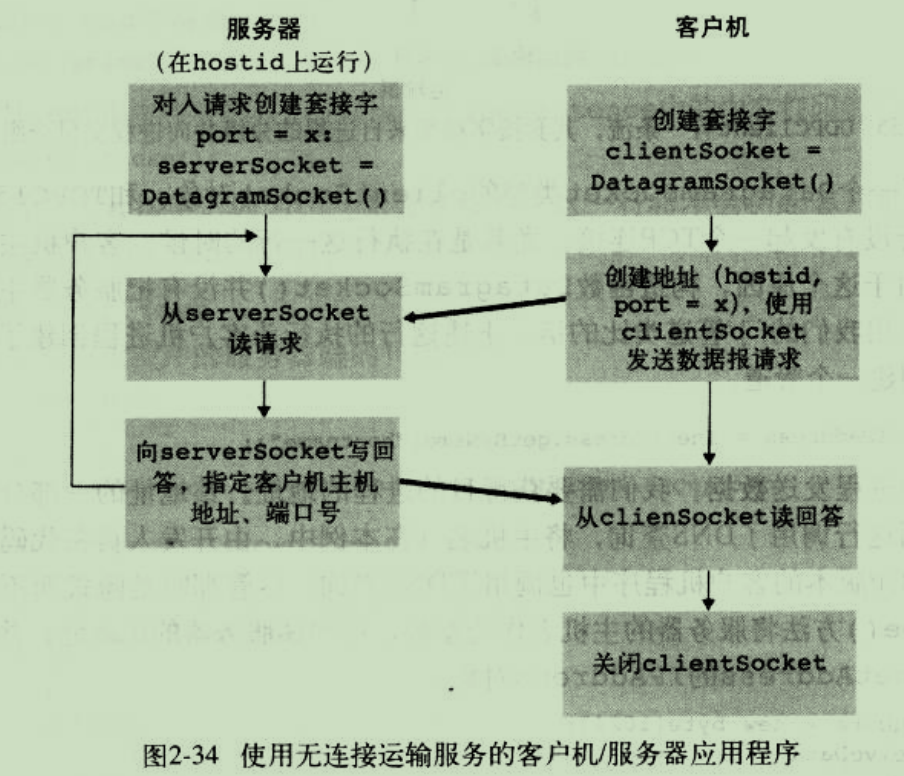 服务器
(在hostid上运行)
对入请求创建套接字
port = x:
serverSocket =
DatagramSocket()
从serverSocket
读请求
向serverSocket写回
答，指定客户机主机
地址、端口号
客户机
创建套接字
clientSocket =
DatagramSocket()
创建地址 (hostid,
port = x)，使用
clientSocket
发送数据报请求
从clienSocket读回答
关闭clientSocket
图2-34 使用无连接运输服务的客户机/服务器应用程序